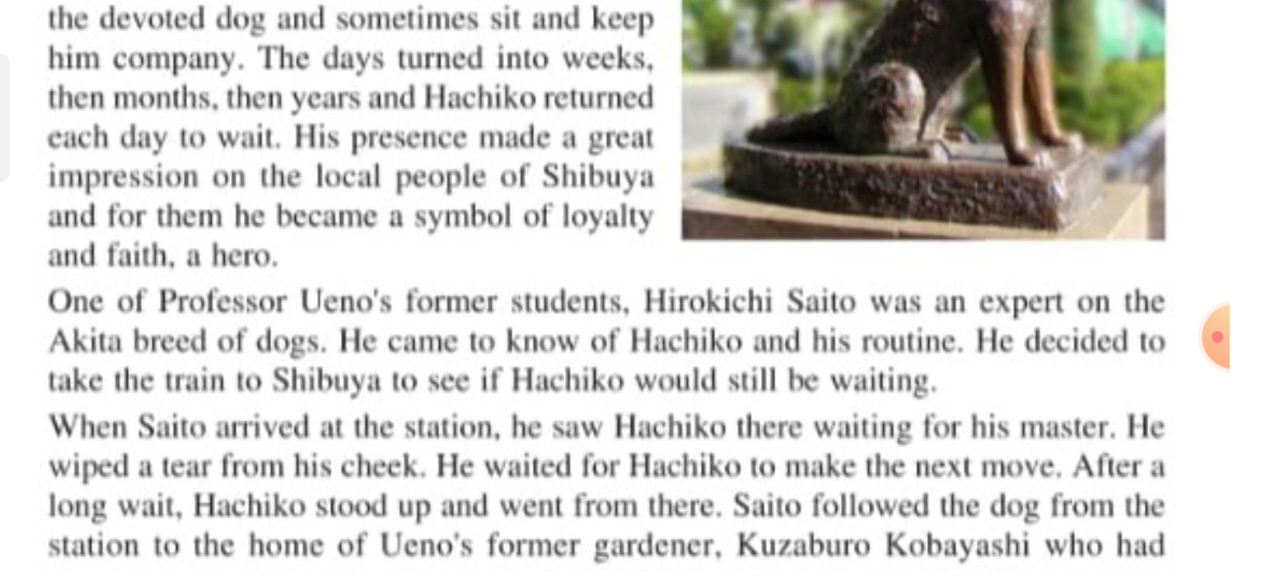 the devoted dog and sometimes sit and keep
him company. The days turned into weeks,
then months, then years and Hachiko returned
each day to wait. His presence made a great
impression on the local people of Shibuya
and for them he became a symbol of loyalty
and faith, a hero.
One of Professor Ueno's former students, Hirokichi Saito was an expert on the
Akita breed of dogs. He came to know of Hachiko and his routine. He decided to
take the train to Shibuya to see if Hachiko would still be waiting.
When Saito arrived at the station, he saw Hachiko there waiting for his master. He
wiped a tear from his cheek. He waited for Hachiko to make the next move. After a
long wait, Hachiko stood up and went from there. Saito followed the dog from the
station to the home of Ueno's former gardener, Kuzaburo Kobayashi who had